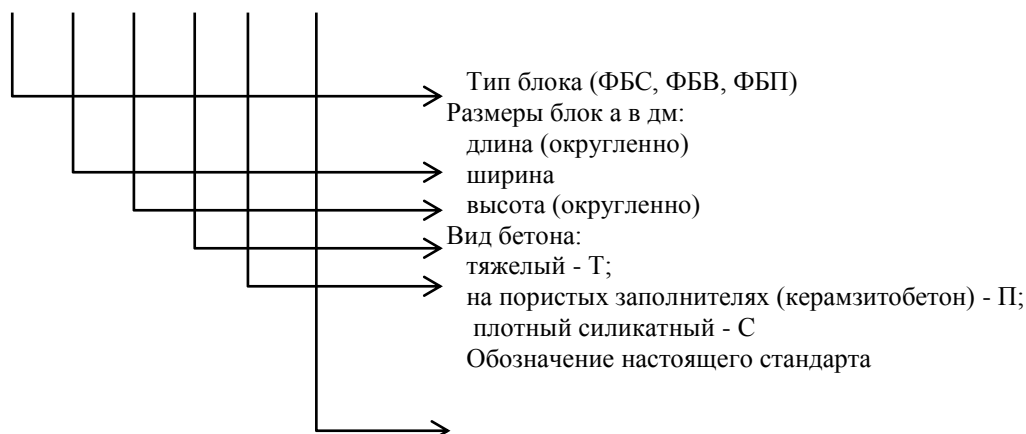 Тип блока (ФБС, ФБВ, ФБП)
Размеры блок а в дм:
длина (округленно)
ширина
высота (округленно)
Вид бетона:
тяжелый - Т;
на пористых заполнителях (керамзитобетон) - П;
плотный силикатный - С
Обозначение настоящего стандарта